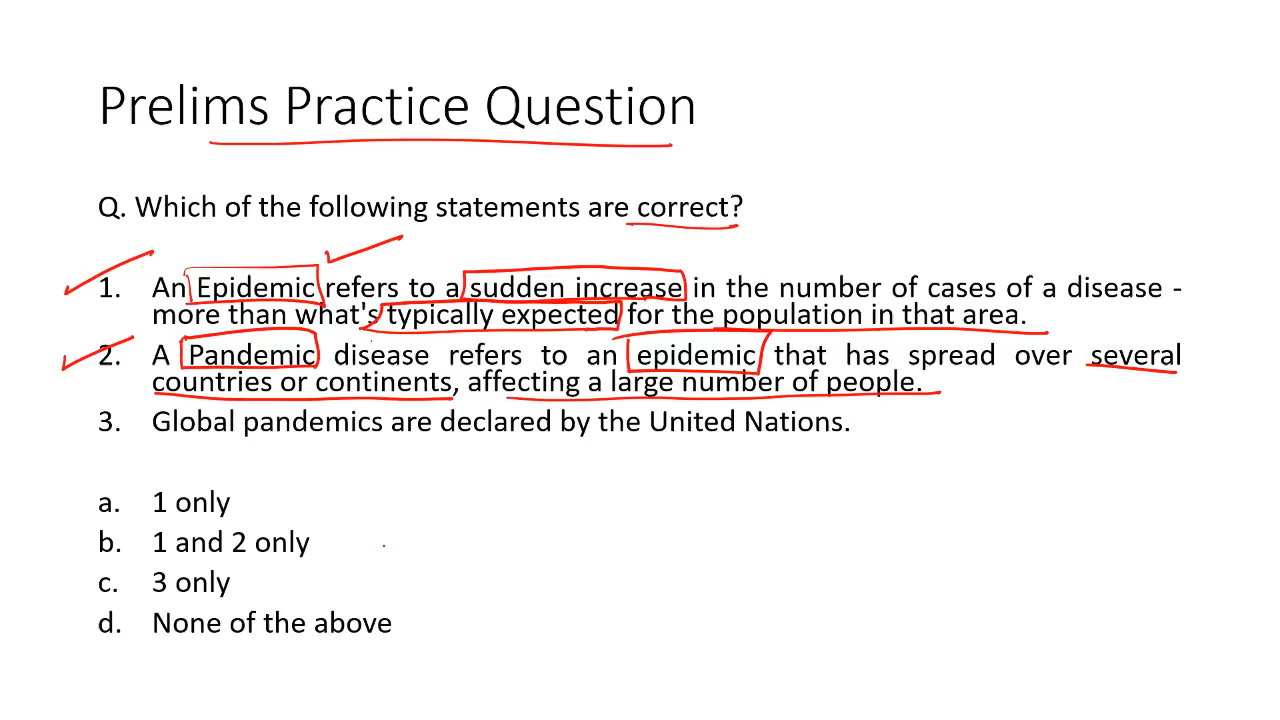 Prelims Practice Question
Q. Which of the following statements are correct?
1. An Epidemic refers to a sudden increase in the number of cases of a disease -
more than what's typically expected for the population in that area.
2. A Pandemic disease refers to an epidemic that has spread over several
countries or continents, affecting a large number of people.
3. Global pandemics are declared by the United Nations.
a. 1 only
b. 1 and 2 only
c. 3 only
d. None of the above